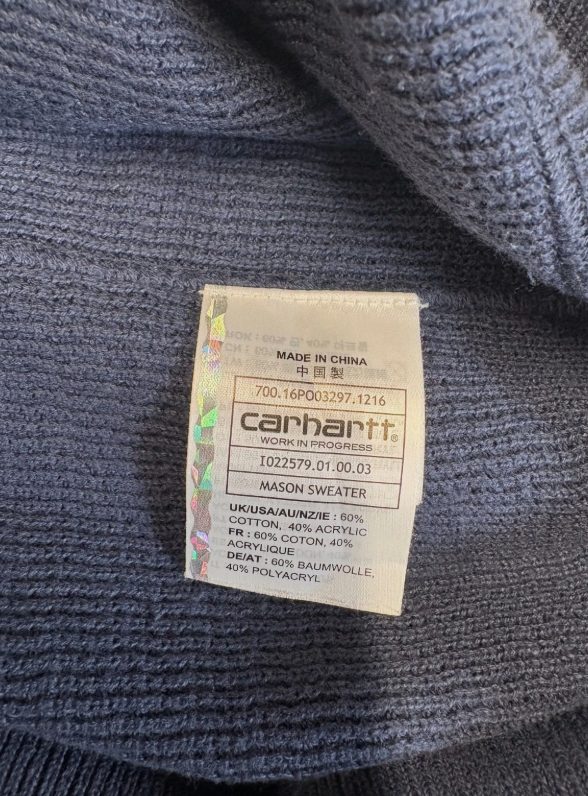 MADE IN CHINA
中国製
700.16PO03297.1216
carhartt®
WORK IN PROGRESS
I022579.01.00.03
MASON SWEATER
UK/USA/AU/NZ/IE : 60%
COTTON, 40% ACRYLIC
FR : 60% COTON, 40%
ACRYLIQUE
DE/AT : 60% BAUMWOLLE,
40% POLYACRYL